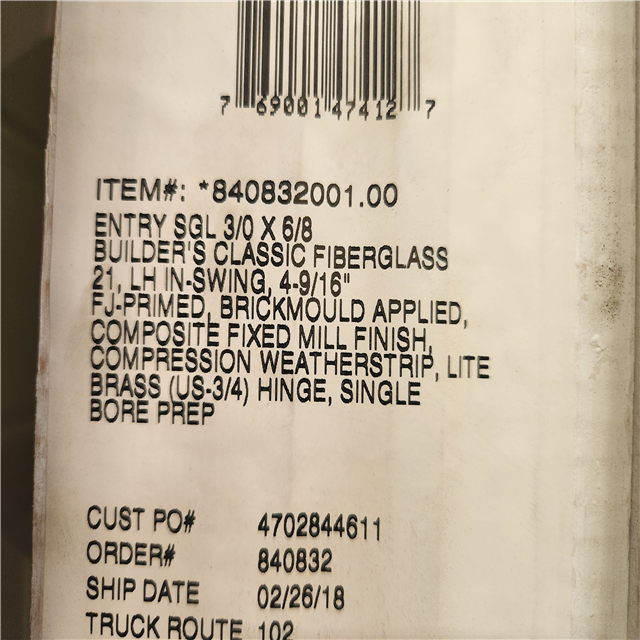 7 69001 47412 7
ITEM#: *840832001.00
ENTRY SGL 3/0 X 6/8
BUILDER'S CLASSIC FIBERGLASS
21, LH IN-SWING, 4-9/16"
FJ-PRIMED, BRICKMOULD APPLIED,
COMPOSITE FIXED MILL FINISH,
COMPRESSION WEATHERSTRIP, LITE
BRASS (US-3/4) HINGE, SINGLE
BORE PREP
CUST PO# 4702844611
ORDER# 840832
SHIP DATE 02/26/18
TRUCK ROUTE 102